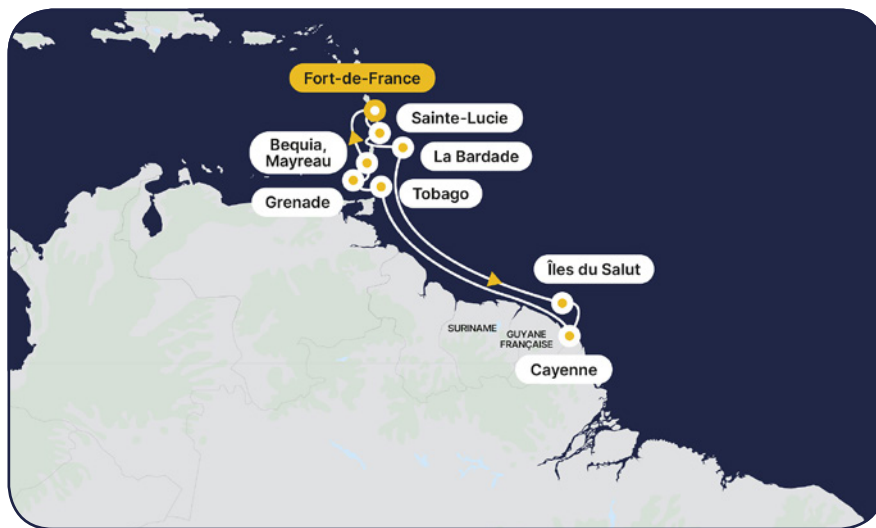 Fort-de-France
Sainte-Lucie
Bequia,
Mayreau
La Bardade
Grenade
Tobago
Îles du Salut
SURINAME
GUYANE
FRANÇAISE
Cayenne